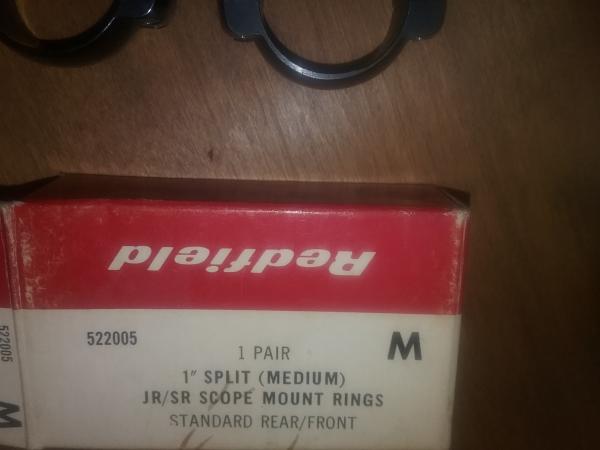 Redfield
522005
1 PAIR
M
1" SPLIT (MEDIUM)
JR/SR SCOPE MOUNT RINGS
STANDARD REAR/FRONT
522005
M